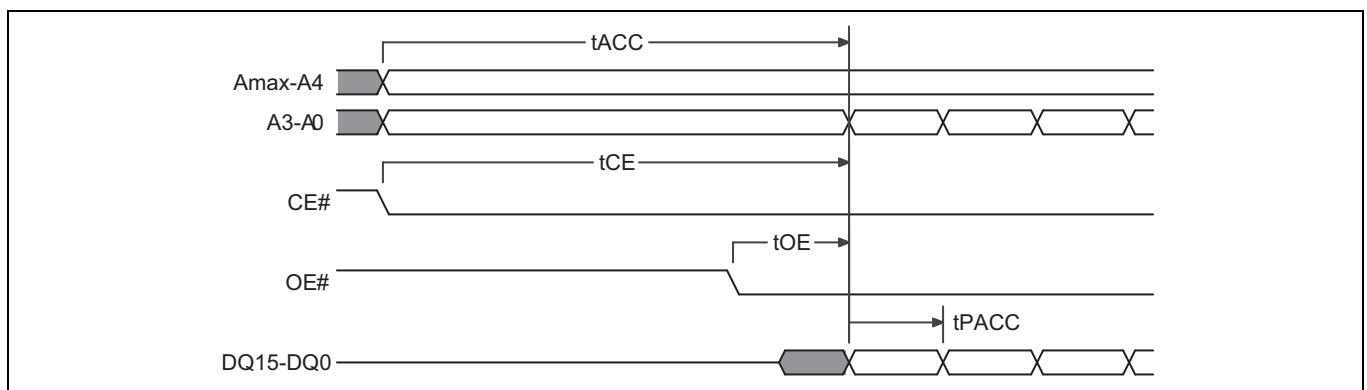 tACC
Amax-A4
A3-A0
tCE
CE#
tOE
OE#
tPACC
DQ15-DQ0